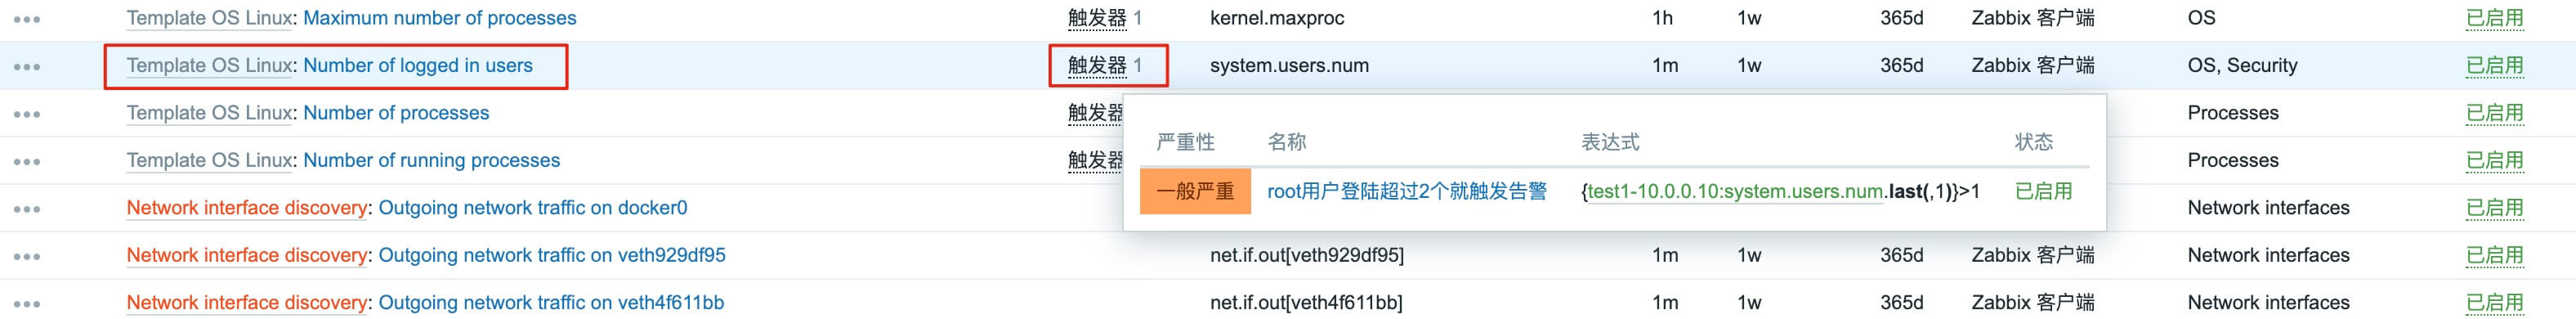 Template OS Linux: Maximum number of processes 触发器 1 kernel.maxproc 1h 1w 365d Zabbix 客户端 OS 已启用
Template OS Linux: Number of logged in users 触发器 1 system.users.num 1m 1w 365d Zabbix 客户端 OS, Security 已启用
Template OS Linux: Number of processes 触发器 Processes 已启用
严重性 名称 表达式 状态
Template OS Linux: Number of running processes 触发器 Processes 已启用
一般严重 root用户登陆超过2个就触发告警 {test1-10.0.0.10:system.users.num.last(,1)}>1 已启用
Network interface discovery: Outgoing network traffic on docker0 Network interfaces 已启用
Network interface discovery: Outgoing network traffic on veth929df95 net.if.out[veth929df95] 1m 1w 365d Zabbix 客户端 Network interfaces 已启用
Network interface discovery: Outgoing network traffic on veth4f611bb net.if.out[veth4f611bb] 1m 1w 365d Zabbix 客户端 Network interfaces 已启用